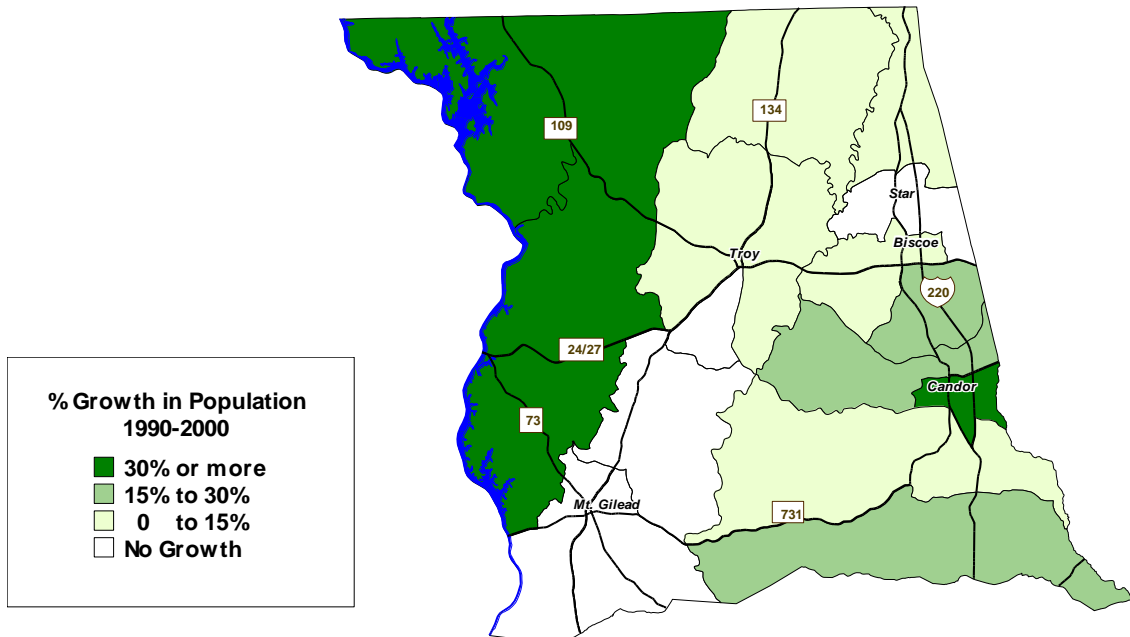 109
134
Star
Biscoe
Troy
220
24/27
Candor
73
Mt. Gilead
731
% Growth in Population
1990-2000
30% or more
15% to 30%
0 to 15%
No Growth